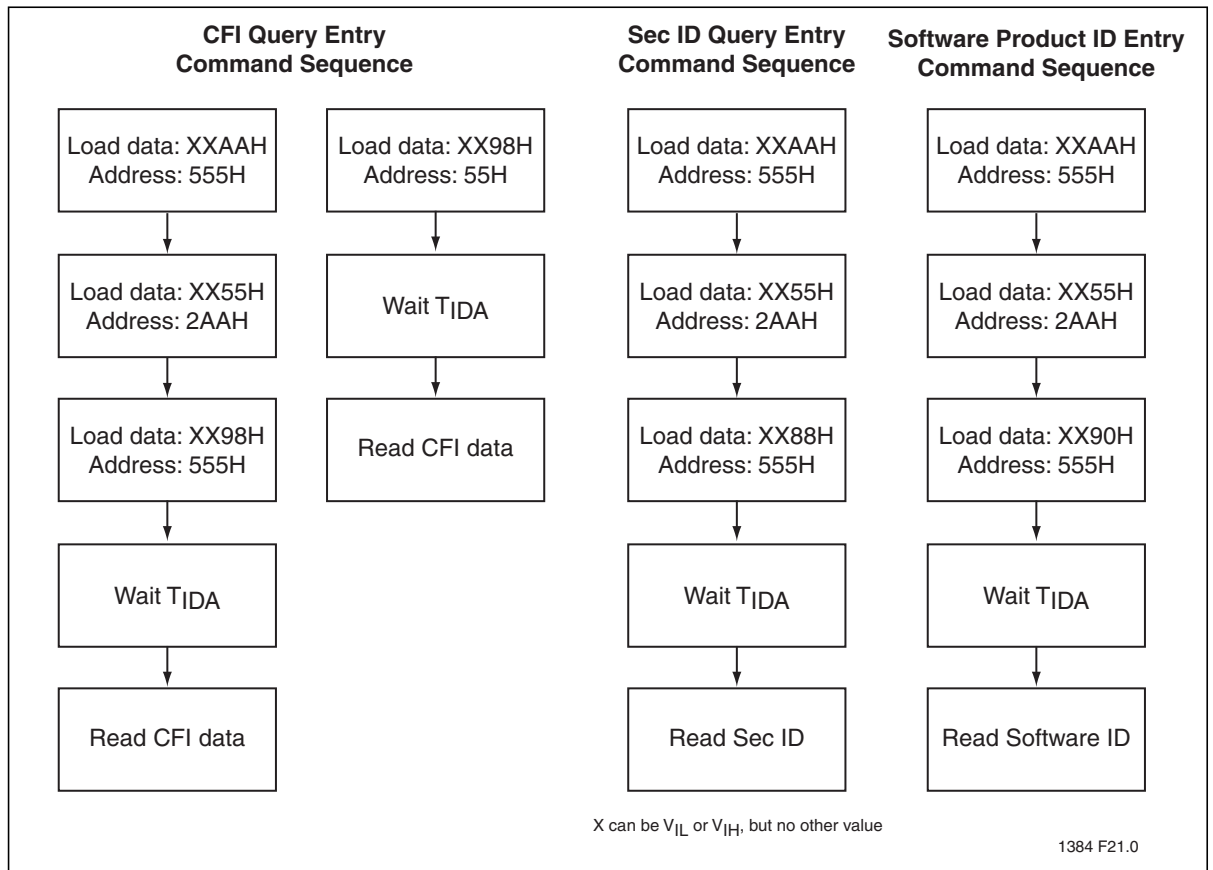 CFI Query Entry
Command Sequence
Load data: XXAAH
Address: 555H
Load data: XX55H
Address: 2AAH
Load data: XX98H
Address: 555H
Wait TIDA
Read CFI data
Load data: XX98H
Address: 55H
Wait TIDA
Read CFI data
Sec ID Query Entry
Command Sequence
Load data: XXAAH
Address: 555H
Load data: XX55H
Address: 2AAH
Load data: XX88H
Address: 555H
Wait TIDA
Read Sec ID
Software Product ID Entry
Command Sequence
Load data: XXAAH
Address: 555H
Load data: XX55H
Address: 2AAH
Load data: XX90H
Address: 555H
Wait TIDA
Read Software ID
X can be VIL or VIH, but no other value
1384 F21.0